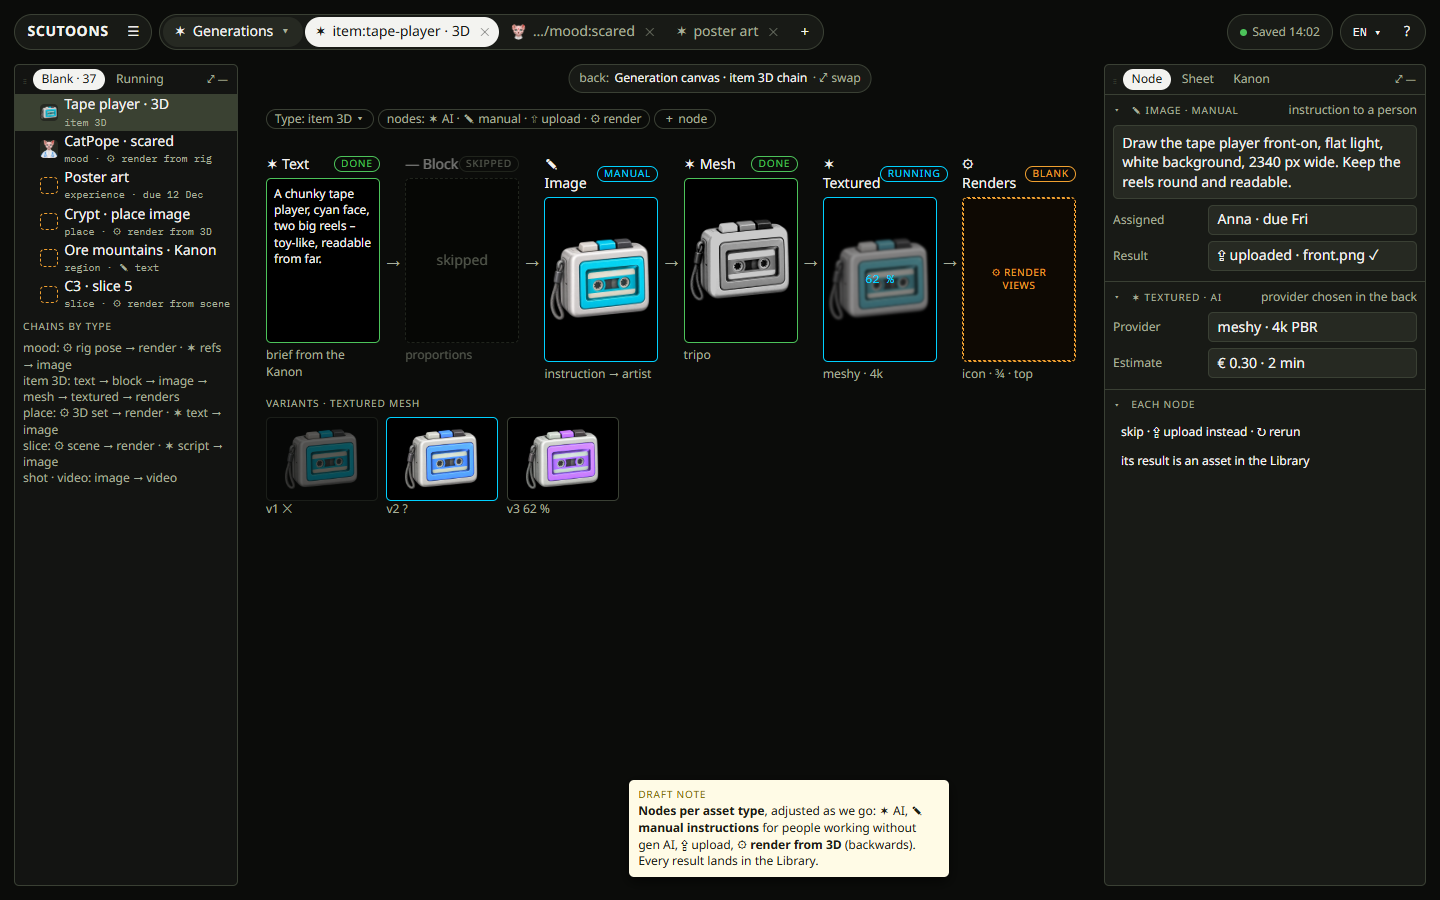 SCUTOONS ☰
✶ Generations ▾
✶ item:tape-player · 3D ×
.../mood:scared ×
✶ poster art ×
+
Saved 14:02
EN ▾
?
Blank · 37
Running
⤢ –
back: Generation canvas · item 3D chain · ⤢ swap
Node
Sheet
Kanon
⤢ –
Tape player · 3D
item 3D
CatPope · scared
mood · ⚙ render from rig
Poster art
experience · due 12 Dec
Crypt · place image
place · ⚙ render from 3D
Ore mountains · Kanon
region · ✎ text
C3 · slice 5
slice · ⚙ render from scene
CHAINS BY TYPE
mood: ⚙ rig pose → render · ✶ refs
→ image
item 3D: text → block → image →
mesh → textured → renders
place: ⚙ 3D set → render · ✶ text →
image
slice: ⚙ scene → render · ✶ script →
image
shot · video: image → video
Type: item 3D ▾
nodes: ✶ AI · ✎ manual · ⇪ upload · ⚙ render
+ node
✶ Text
DONE
A chunky tape
player, cyan face,
two big reels –
toy-like, readable
from far.
brief from the
Kanon
→
— Block
SKIPPED
skipped
proportions
→
✎
Image
MANUAL
instruction → artist
→
✶ Mesh
DONE
tripo
→
✶
Textured
RUNNING
62 %
meshy · 4k
→
⚙
Renders
BLANK
⚙ RENDER
VIEWS
icon · ¾ · top
VARIANTS · TEXTURED MESH
v1 ✕
v2 ?
v3 62 %
✎ IMAGE · MANUAL
instruction to a person
Draw the tape player front-on, flat light,
white background, 2340 px wide. Keep the
reels round and readable.
Assigned
Anna · due Fri
Result
⇪ uploaded · front.png ✓
✶ TEXTURED · AI
provider chosen in the back
Provider
meshy · 4k PBR
Estimate
€ 0.30 · 2 min
EACH NODE
skip · ⇪ upload instead · ↻ rerun
its result is an asset in the Library
DRAFT NOTE
Nodes per asset type, adjusted as we go: ✶ AI, ✎
manual instructions for people working without
gen AI, ⇪ upload, ⚙ render from 3D (backwards).
Every result lands in the Library.